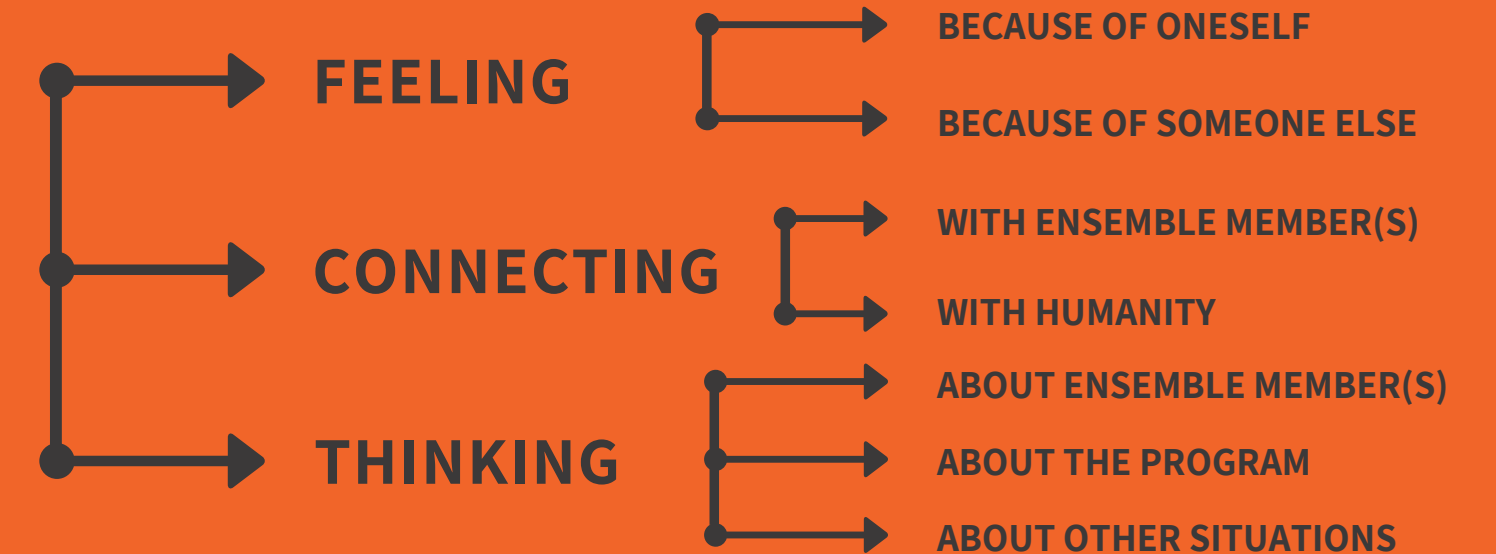 FEELING
BECAUSE OF ONESELF
BECAUSE OF SOMEONE ELSE
CONNECTING
WITH ENSEMBLE MEMBER(S)
WITH HUMANITY
THINKING
ABOUT ENSEMBLE MEMBER(S)
ABOUT THE PROGRAM
ABOUT OTHER SITUATIONS